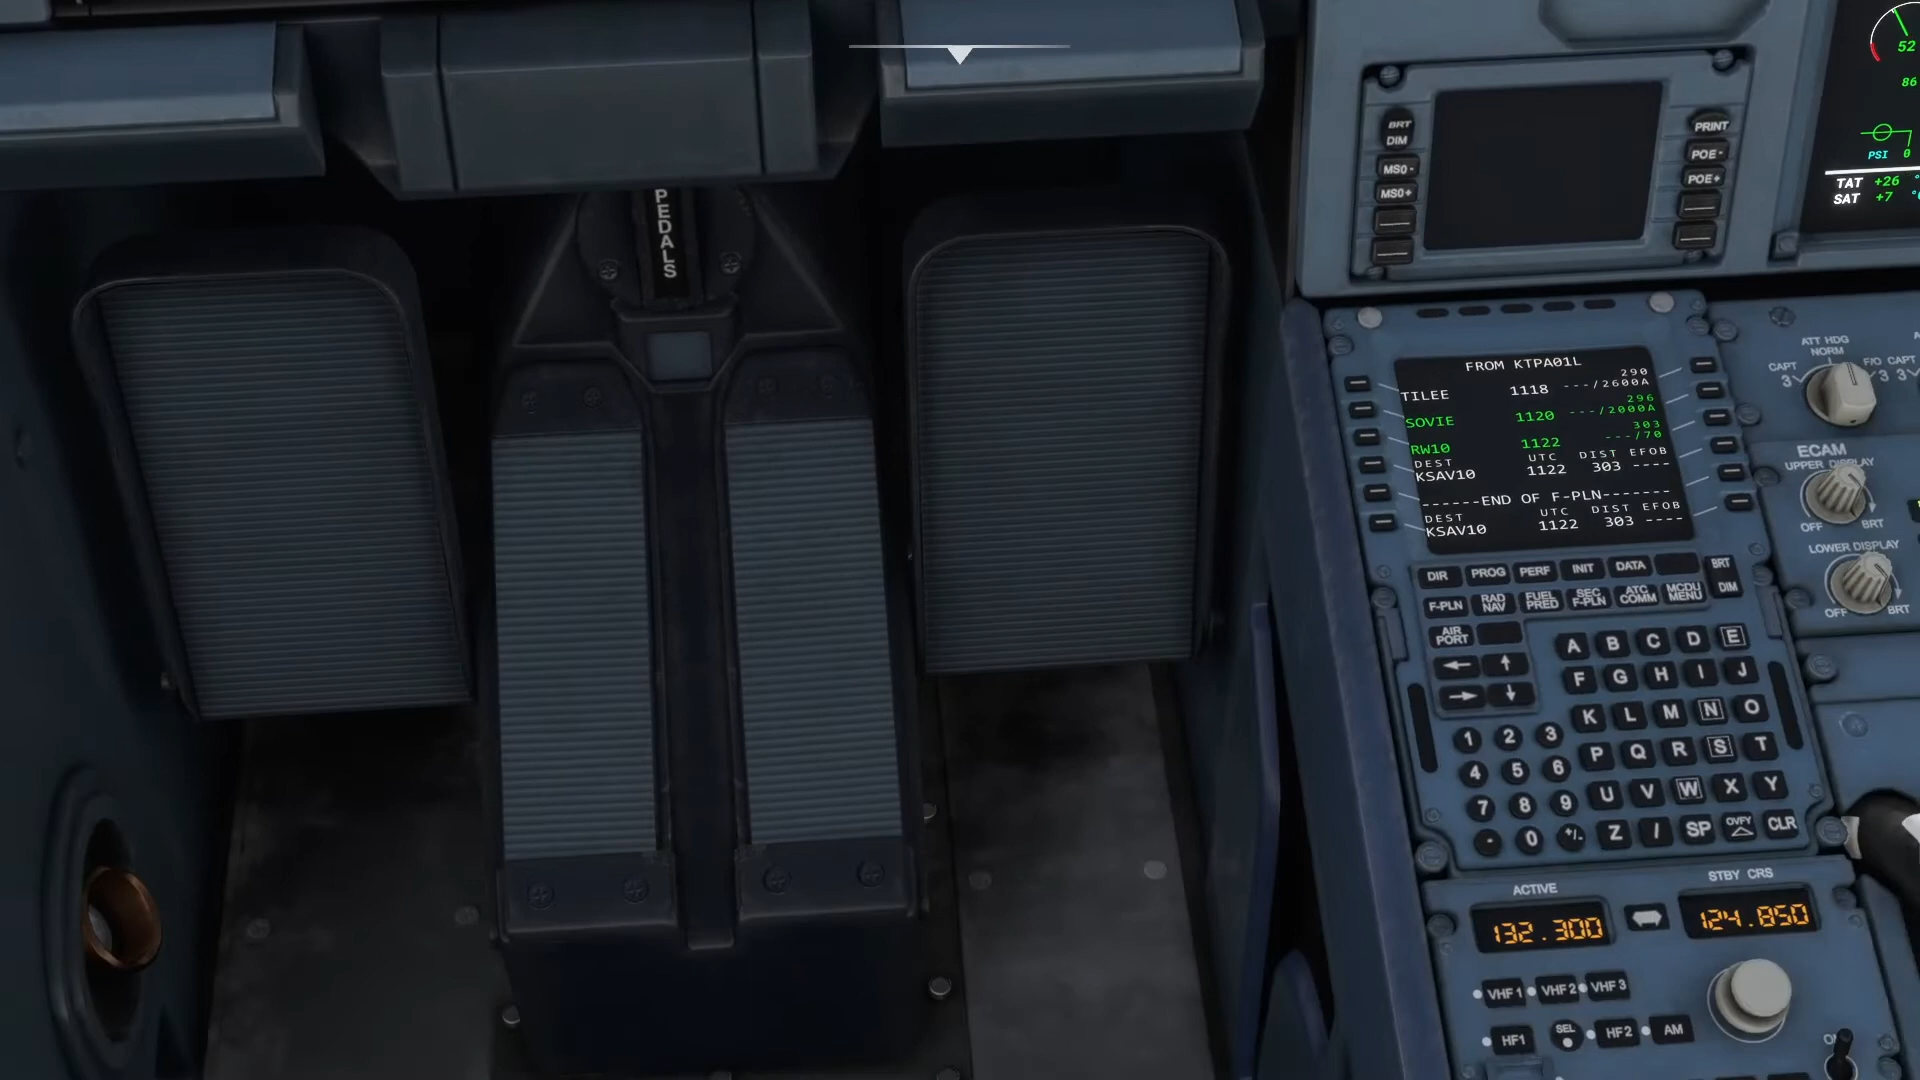 PEDALS
BRT
DIM
MS0 -
MS0+
PRINT
POE -
POE +
52
86
PSI 0
TAT +26
SAT +7
FROM KTPA01L
290
TILEE 1118 ---/2600A
296
SOVIE 1120 ---/2000A
303
RW10 1122 ---/70
DEST UTC DIST EFOB
KSAV10 1122 303 ----
------END OF F-PLN-------
DEST UTC DIST EFOB
KSAV10 1122 303 ----
ATT HDG
NORM
CAPT 3 F/O 3
CAPT 3
ECAM
UPPER DISPLAY
OFF BRT
LOWER DISPLAY
OFF BRT
DIR PROG PERF INIT DATA BRT
F-PLN RAD NAV FUEL PRED SEC F-PLN ATC COMM MCDU MENU DIM
AIR PORT
A B C D E
F G H I J
K L M N O
P Q R S T
U V W X Y
Z / SP OVFY CLR
1 2 3
4 5 6
7 8 9
. 0 +/-
ACTIVE STBY CRS
132.300 124.850
VHF 1 VHF 2 VHF 3
HF1 SEL HF2 AM